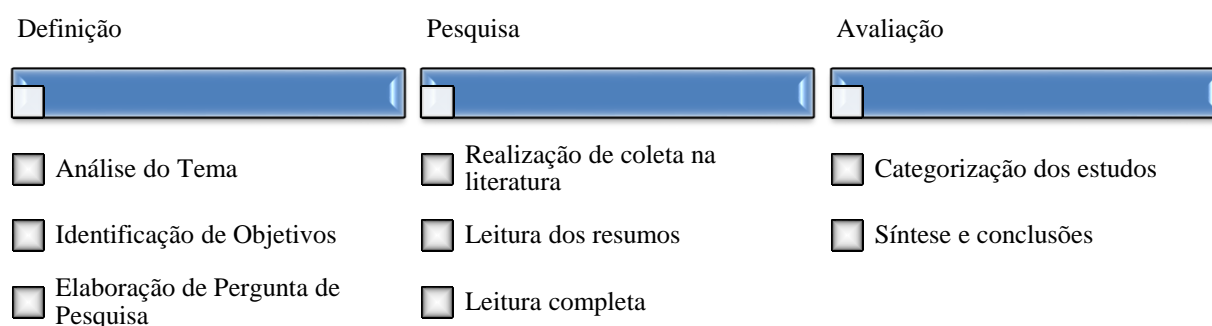 Definição
Análise do Tema
Identificação de Objetivos
Elaboração de Pergunta de
Pesquisa
Pesquisa
Realização de coleta na
literatura
Leitura dos resumos
Leitura completa
Avaliação
Categorização dos estudos
Síntese e conclusões